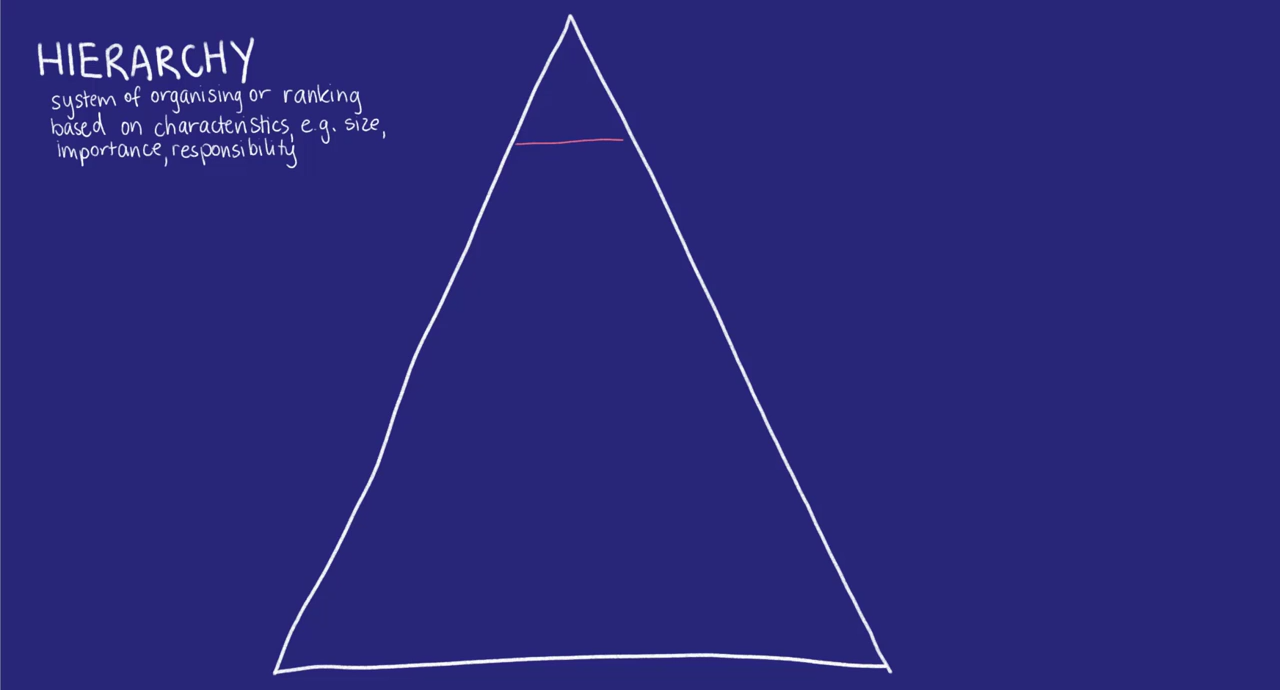 HIERARCHY
system of organising or ranking
based on characteristics, e.g. size,
importance, responsibility